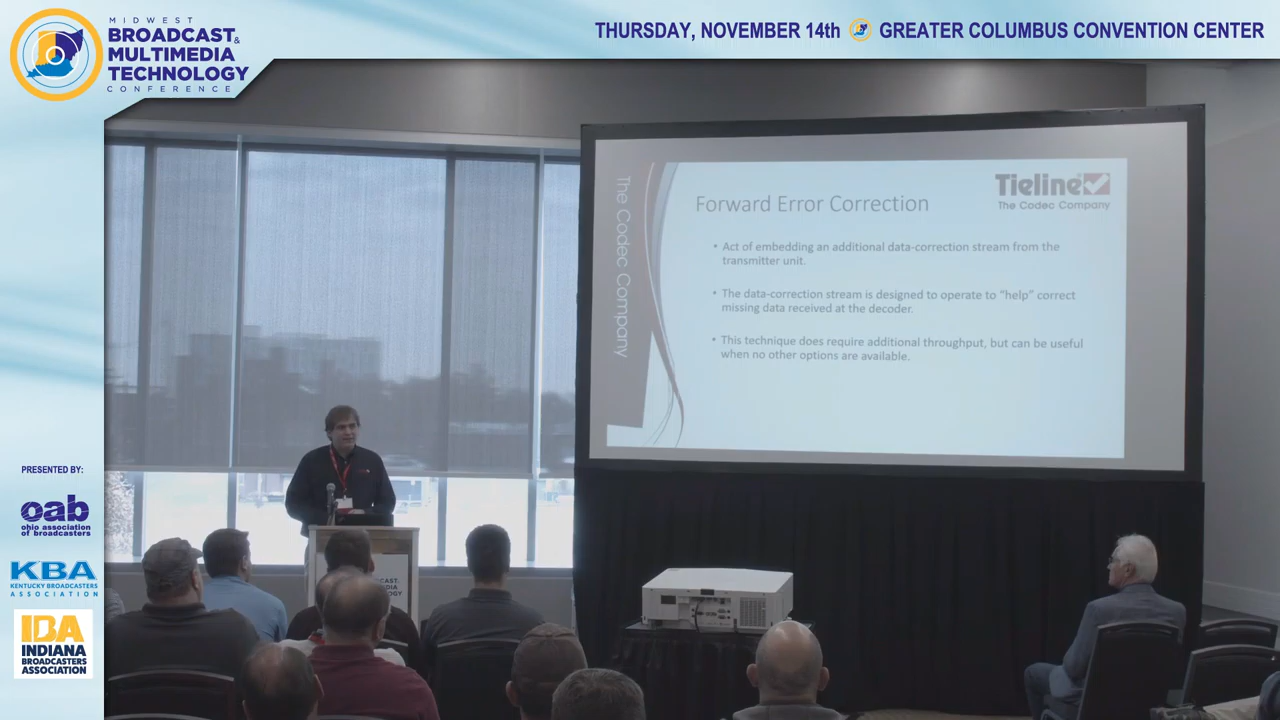 MIDWEST
BROADCAST &
MULTIMEDIA
TECHNOLOGY
CONFERENCE
THURSDAY, NOVEMBER 14th
GREATER COLUMBUS CONVENTION CENTER
The Codec Company
Tieline
The Codec Company
Forward Error Correction
• Act of embedding an additional data-correction stream from the
transmitter unit.
• The data-correction stream is designed to operate to "help" correct
missing data received at the decoder.
• This technique does require additional throughput, but can be useful
when no other options are available.
PRESENTED BY:
oab
ohio association
of broadcasters
KBA
KENTUCKY BROADCASTERS
ASSOCIATION
IBA
INDIANA
BROADCASTERS
ASSOCIATION